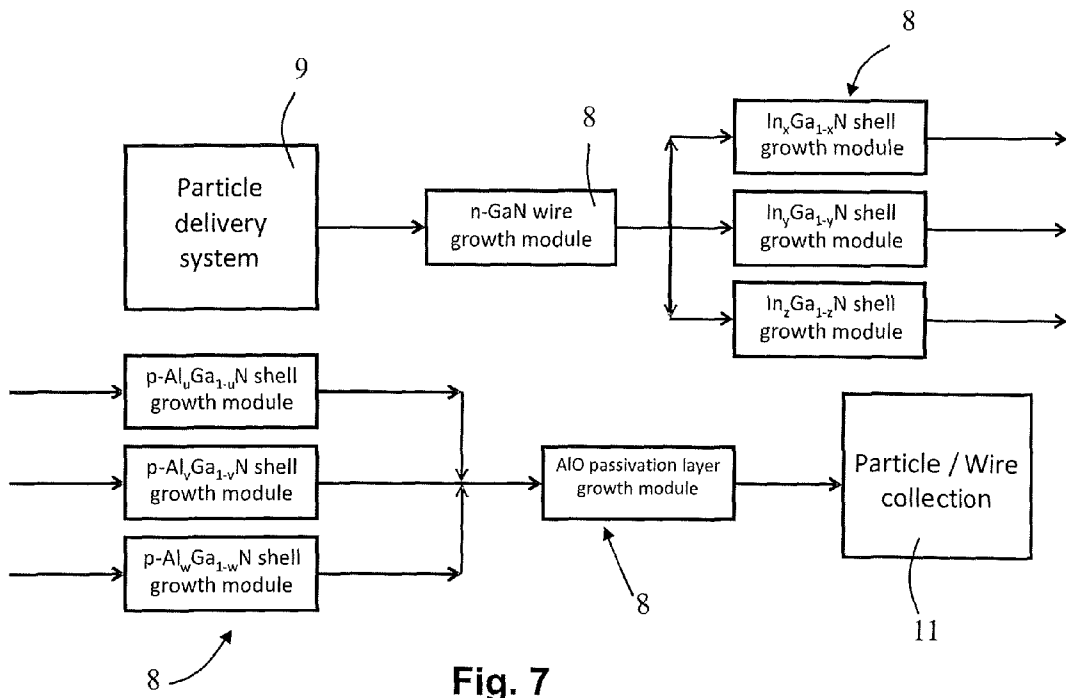 9
8
Particle
delivery
system
8
n-GaN wire
growth module
InxGa1-xN shell
growth module
InyGa1-yN shell
growth module
InzGa1-zN shell
growth module
p-AluGa1-uN shell
growth module
p-AlvGa1-vN shell
growth module
p-AlwGa1-wN shell
growth module
AlO passivation layer
growth module
Particle / Wire
collection
8
8
11
Fig. 7